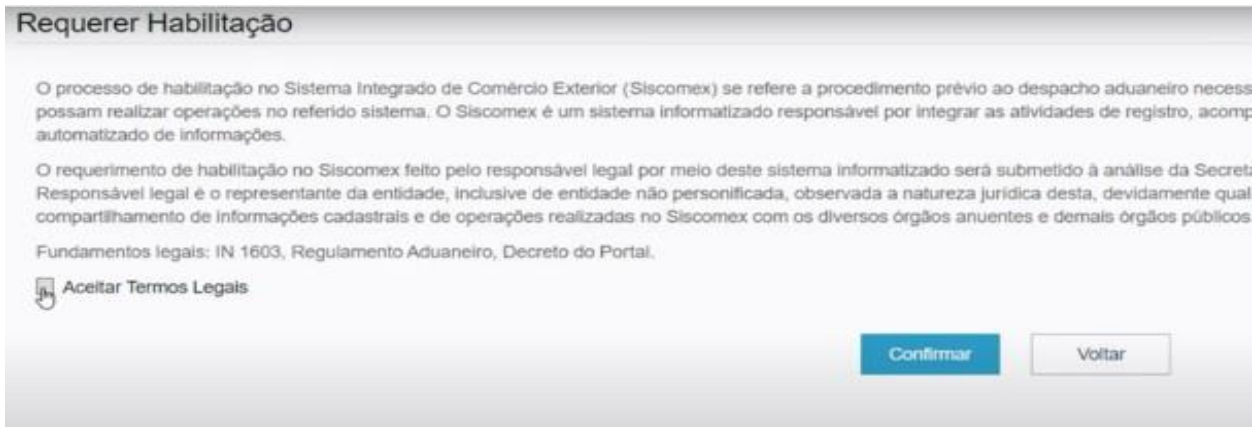 Requerer Habilitação
O processo de habilitação no Sistema Integrado de Comércio Exterior (Siscomex) se refere a procedimento prévio ao despacho aduaneiro necess
possam realizar operações no referido sistema. O Siscomex é um sistema informatizado responsável por integrar as atividades de registro, acomp
automatizado de informações.
O requerimento de habilitação no Siscomex feito pelo responsável legal por meio deste sistema informatizado será submetido à análise da Secreta
Responsável legal é o representante da entidade, inclusive de entidade não personificada, observada a natureza jurídica desta, devidamente qual
compartilhamento de informações cadastrais e de operações realizadas no Siscomex com os diversos órgãos anuentes e demais órgãos públicos
Fundamentos legais: IN 1603, Regulamento Aduaneiro, Decreto do Portal.
Aceitar Termos Legais
Confirmar
Voltar